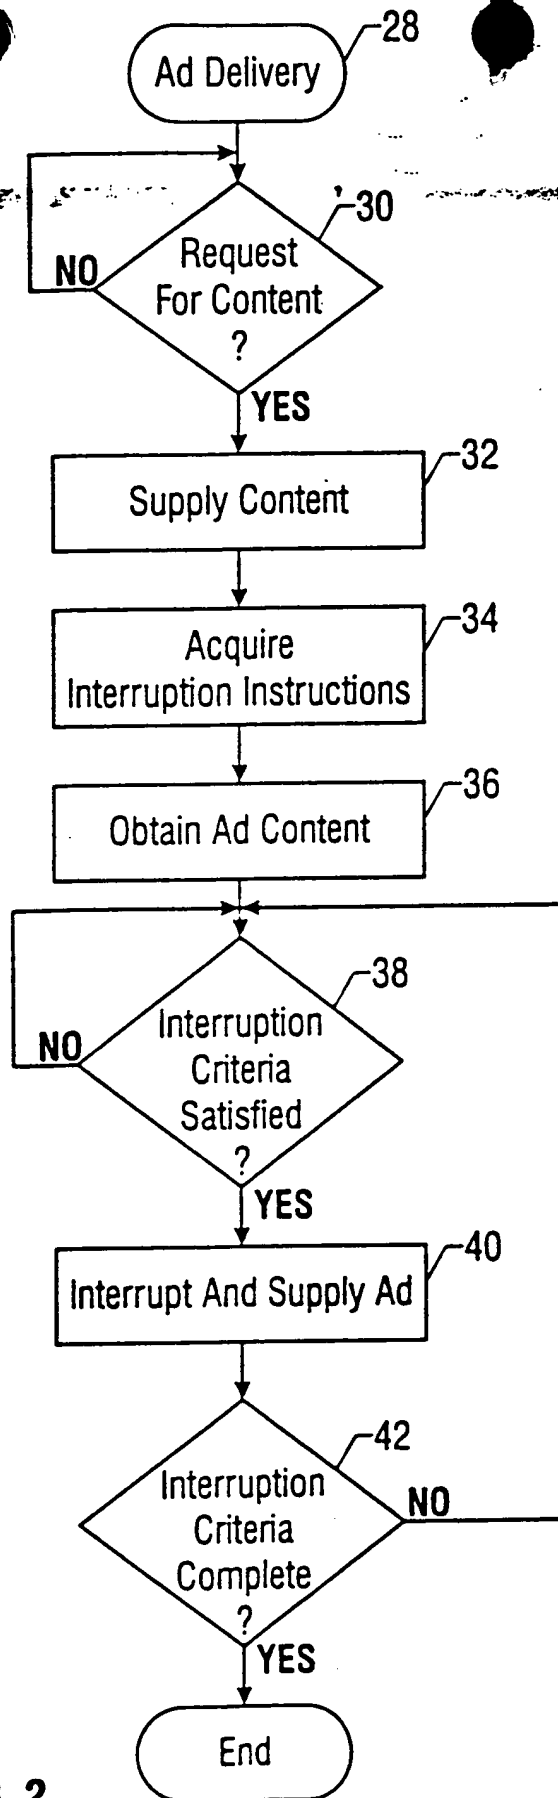 28
Ad Delivery
30
Request
For Content
?
NO
YES
32
Supply Content
34
Acquire
Interruption Instructions
36
Obtain Ad Content
38
Interruption
Criteria
Satisfied
?
NO
YES
40
Interrupt And Supply Ad
42
Interruption
Criteria
Complete
?
NO
YES
End
2